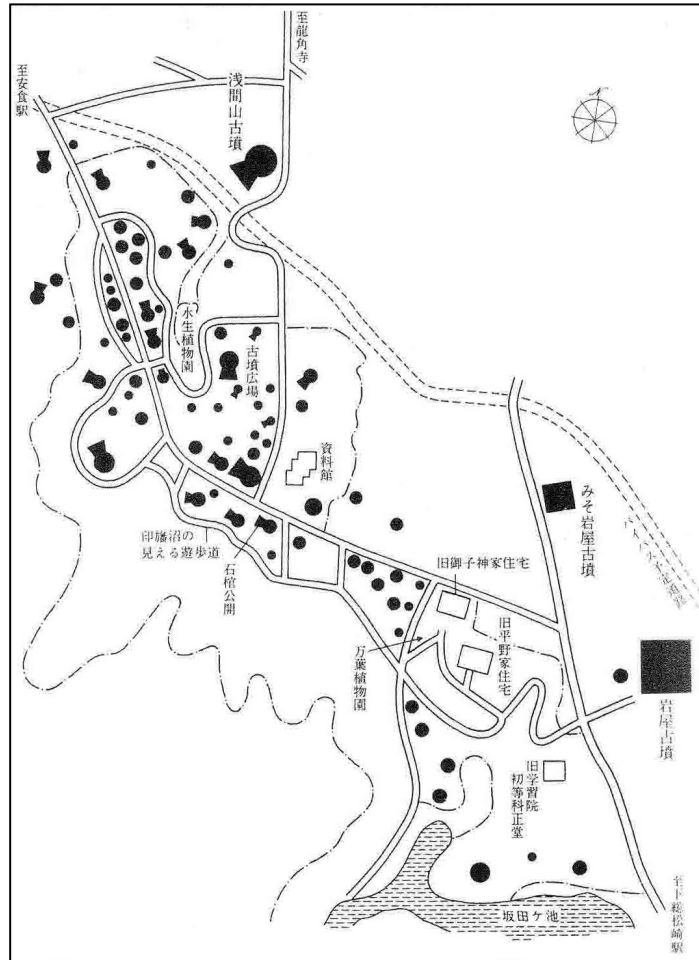 至龍角寺
至安食駅
浅間山古墳
N
水生植物園
古墳広場
資料館
みそ岩屋古墳
バイパス予定道路
印旛沼の
見える遊歩道
石棺公開
旧御子神家住宅
旧平野家住宅
万葉植物園
岩屋古墳
旧学習院
初等科正堂
坂田ケ池
至下総松崎駅